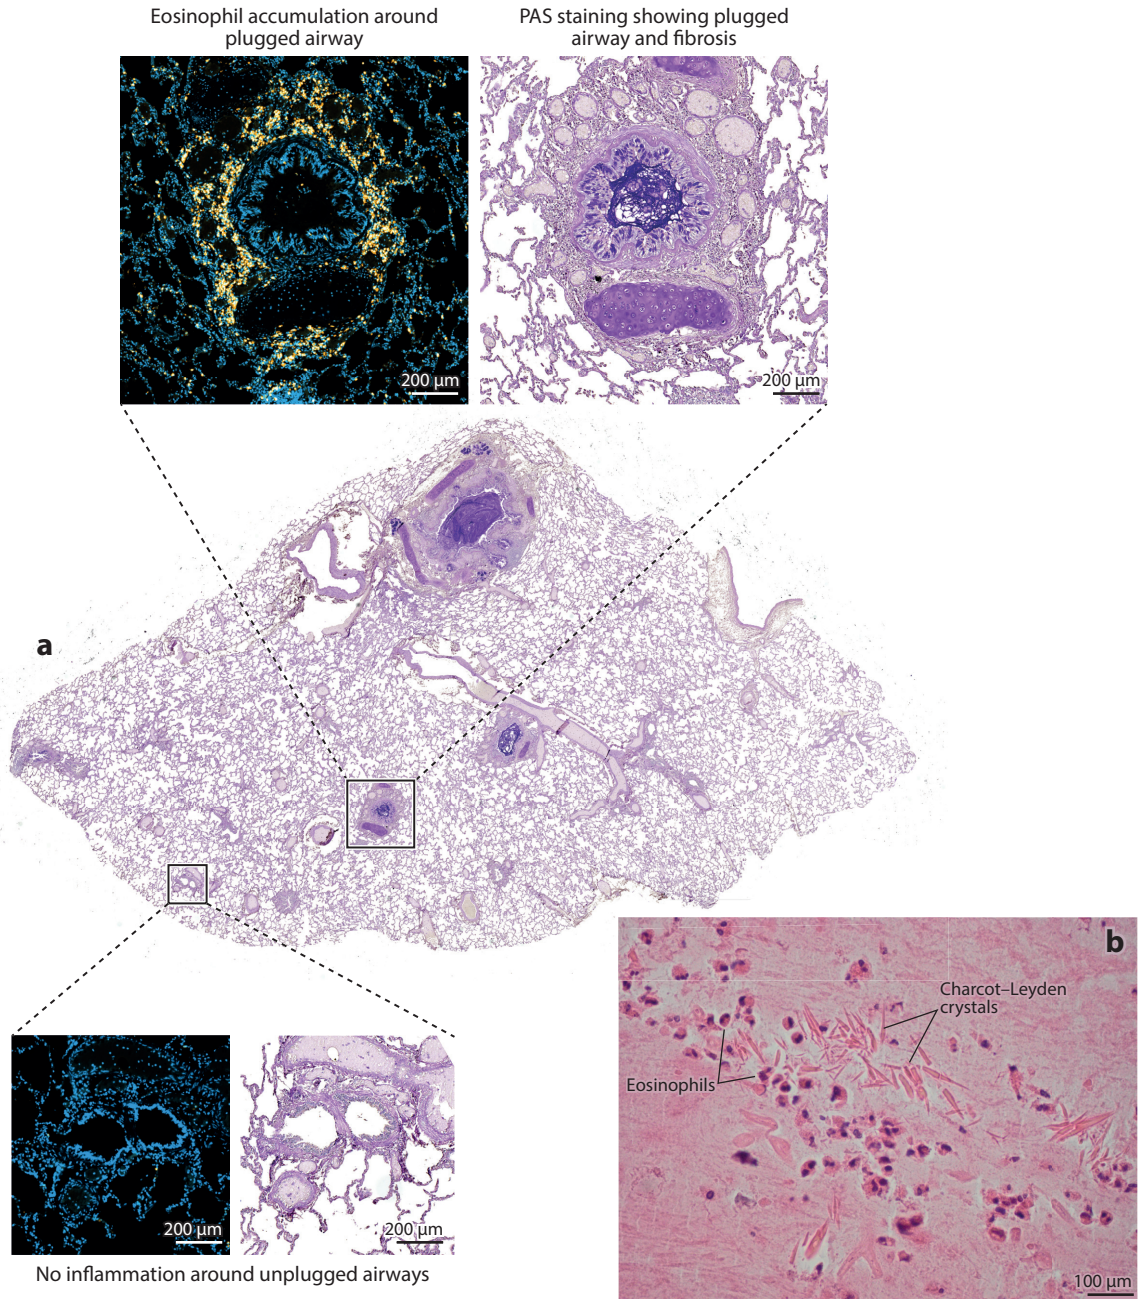 Eosinophil accumulation around
plugged airway
PAS staining showing plugged
airway and fibrosis
200 µm
200 µm
a
b
Charcot–Leyden
crystals
Eosinophils
200 µm
200 µm
100 µm
No inflammation around unplugged airways